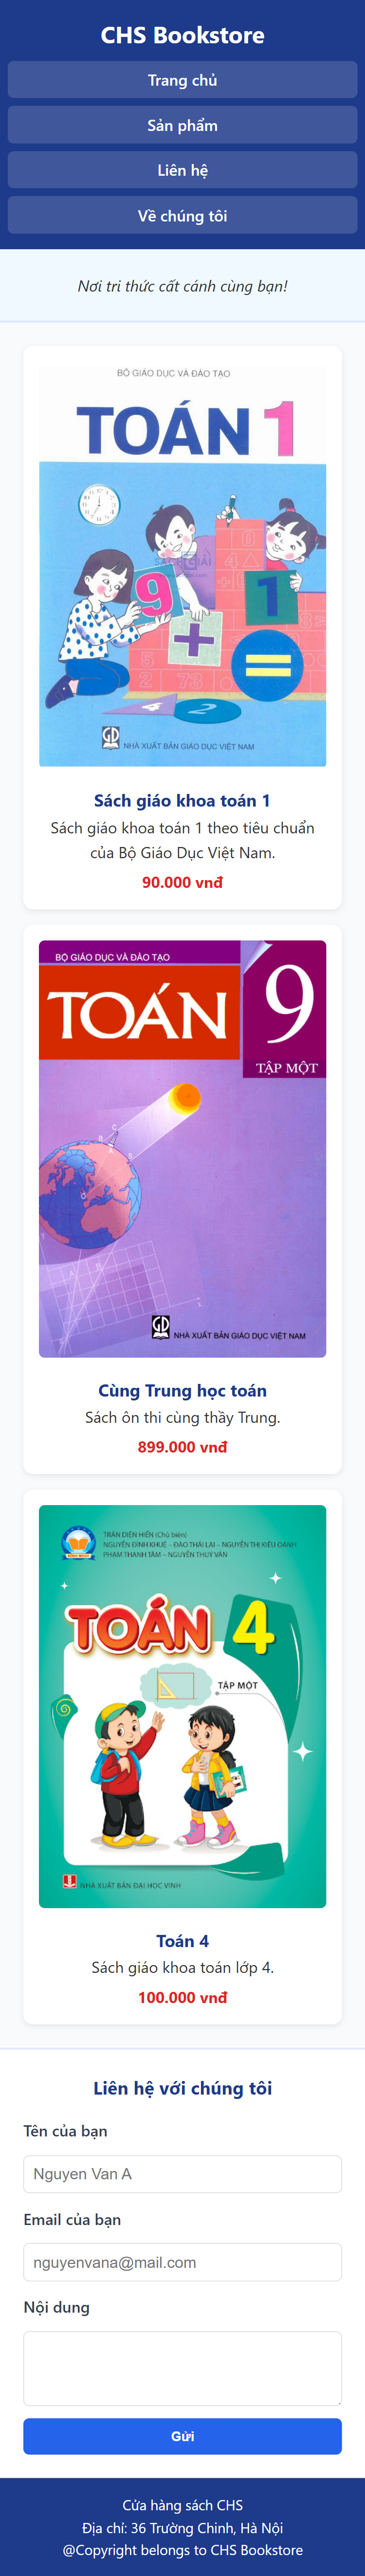 CHS Bookstore
Trang chủ
Sản phẩm
Liên hệ
Về chúng tôi
Nơi tri thức cất cánh cùng bạn!
BỘ GIÁO DỤC VÀ ĐÀO TẠO
TOÁN 1
9
1
+
=
4 2
GD NHÀ XUẤT BẢN GIÁO DỤC VIỆT NAM
Sách giáo khoa toán 1
Sách giáo khoa toán 1 theo tiêu chuẩn
của Bộ Giáo Dục Việt Nam.
90.000 vnđ
BỘ GIÁO DỤC VÀ ĐÀO TẠO
TOÁN 9
TẬP MỘT
GD NHÀ XUẤT BẢN GIÁO DỤC VIỆT NAM
Cùng Trung học toán
Sách ôn thi cùng thầy Trung.
899.000 vnđ
TRẦN DIÊN HIỂN (Chủ biên)
NGUYỄN ĐÌNH KHUÊ – ĐÀO THÁI LAI – NGUYỄN THỊ KIỀU OANH
PHẠM THANH TÂM – NGUYỄN THUỲ VÂN
TOÁN 4
TẬP MỘT
NHÀ XUẤT BẢN ĐẠI HỌC VINH
Toán 4
Sách giáo khoa toán lớp 4.
100.000 vnđ
Liên hệ với chúng tôi
Tên của bạn
Nguyen Van A
Email của bạn
nguyenvana@mail.com
Nội dung
Gửi
Cửa hàng sách CHS
Địa chỉ: 36 Trường Chinh, Hà Nội
@Copyright belongs to CHS Bookstore